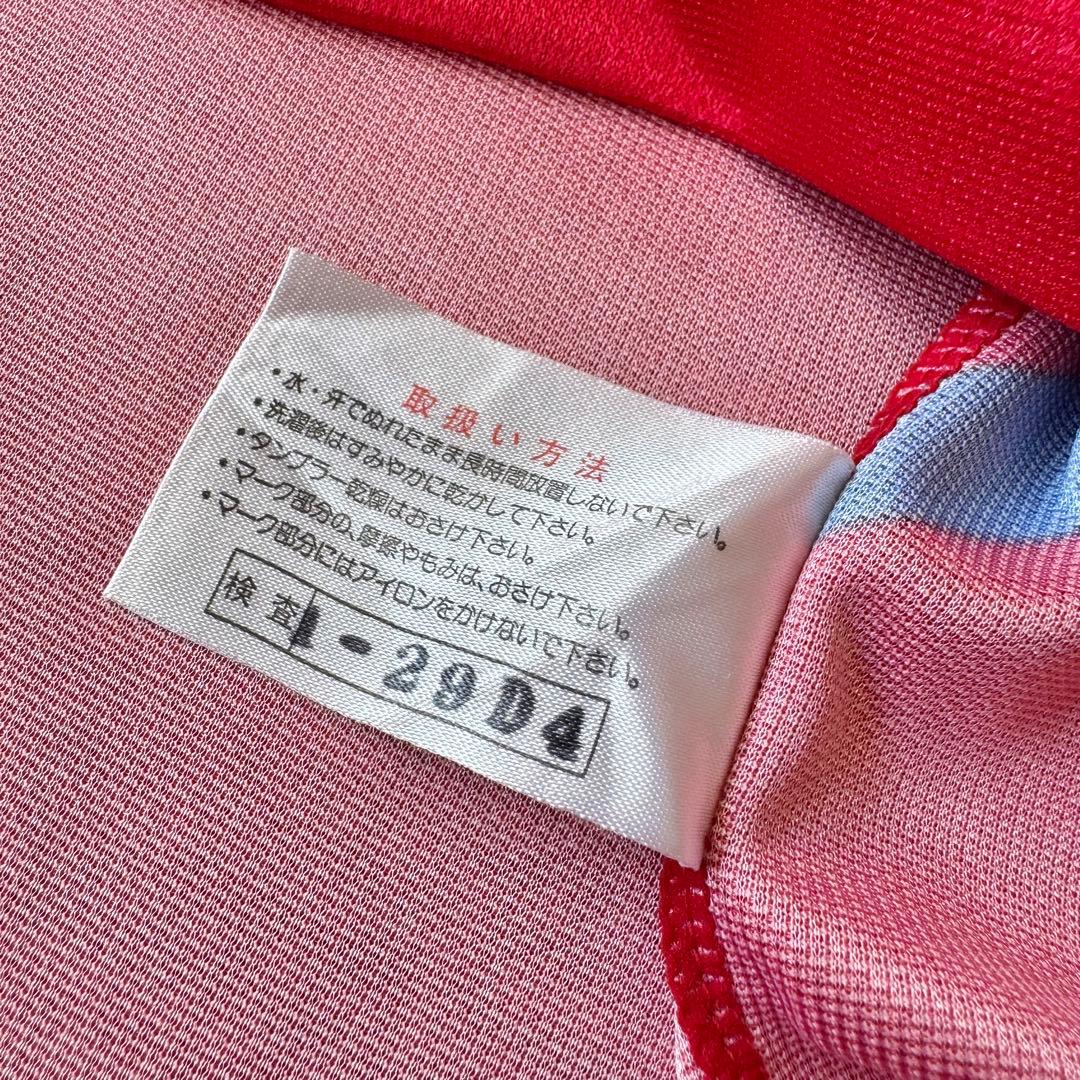 取扱い方法
・水・汗でぬれたまま長時間放置しないで下さい。
・洗濯後はすみやかに乾かして下さい。
・タンブラー乾燥はおさけ下さい。
・マーク部分の、摩擦やもみは、おさけ下さい。
・マーク部分にはアイロンをかけないで下さい。
検査 1-29D4